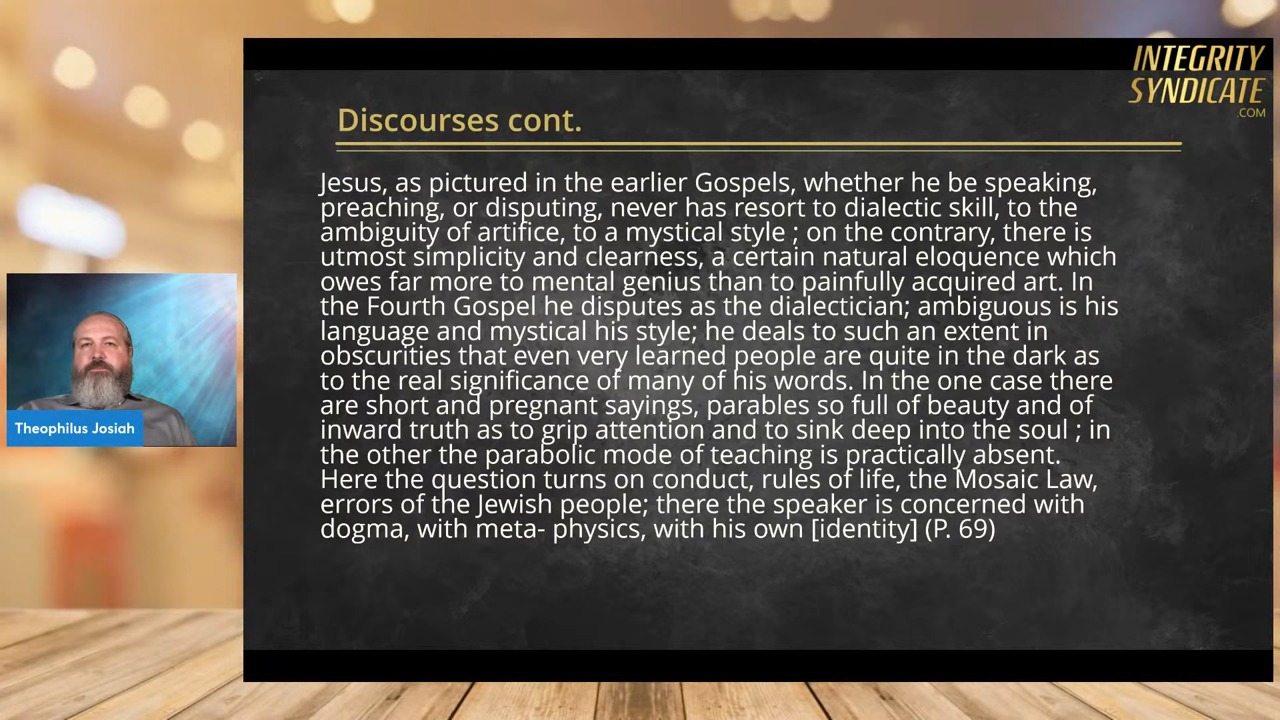 INTEGRITY
SYNDICATE
.COM
Discourses cont.
Jesus, as pictured in the earlier Gospels, whether he be speaking,
preaching, or disputing, never has resort to dialectic skill, to the
ambiguity of artifice, to a mystical style ; on the contrary, there is
utmost simplicity and clearness, a certain natural eloquence which
owes far more to mental genius than to painfully acquired art. In
the Fourth Gospel he disputes as the dialectician; ambiguous is his
language and mystical his style; he deals to such an extent in
obscurities that even very learned people are quite in the dark as
to the real significance of many of his words. In the one case there
are short and pregnant sayings, parables so full of beauty and of
inward truth as to grip attention and to sink deep into the soul ; in
the other the parabolic mode of teaching is practically absent.
Here the question turns on conduct, rules of life, the Mosaic Law,
errors of the Jewish people; there the speaker is concerned with
dogma, with meta- physics, with his own [identity] (P. 69)
Theophilus Josiah